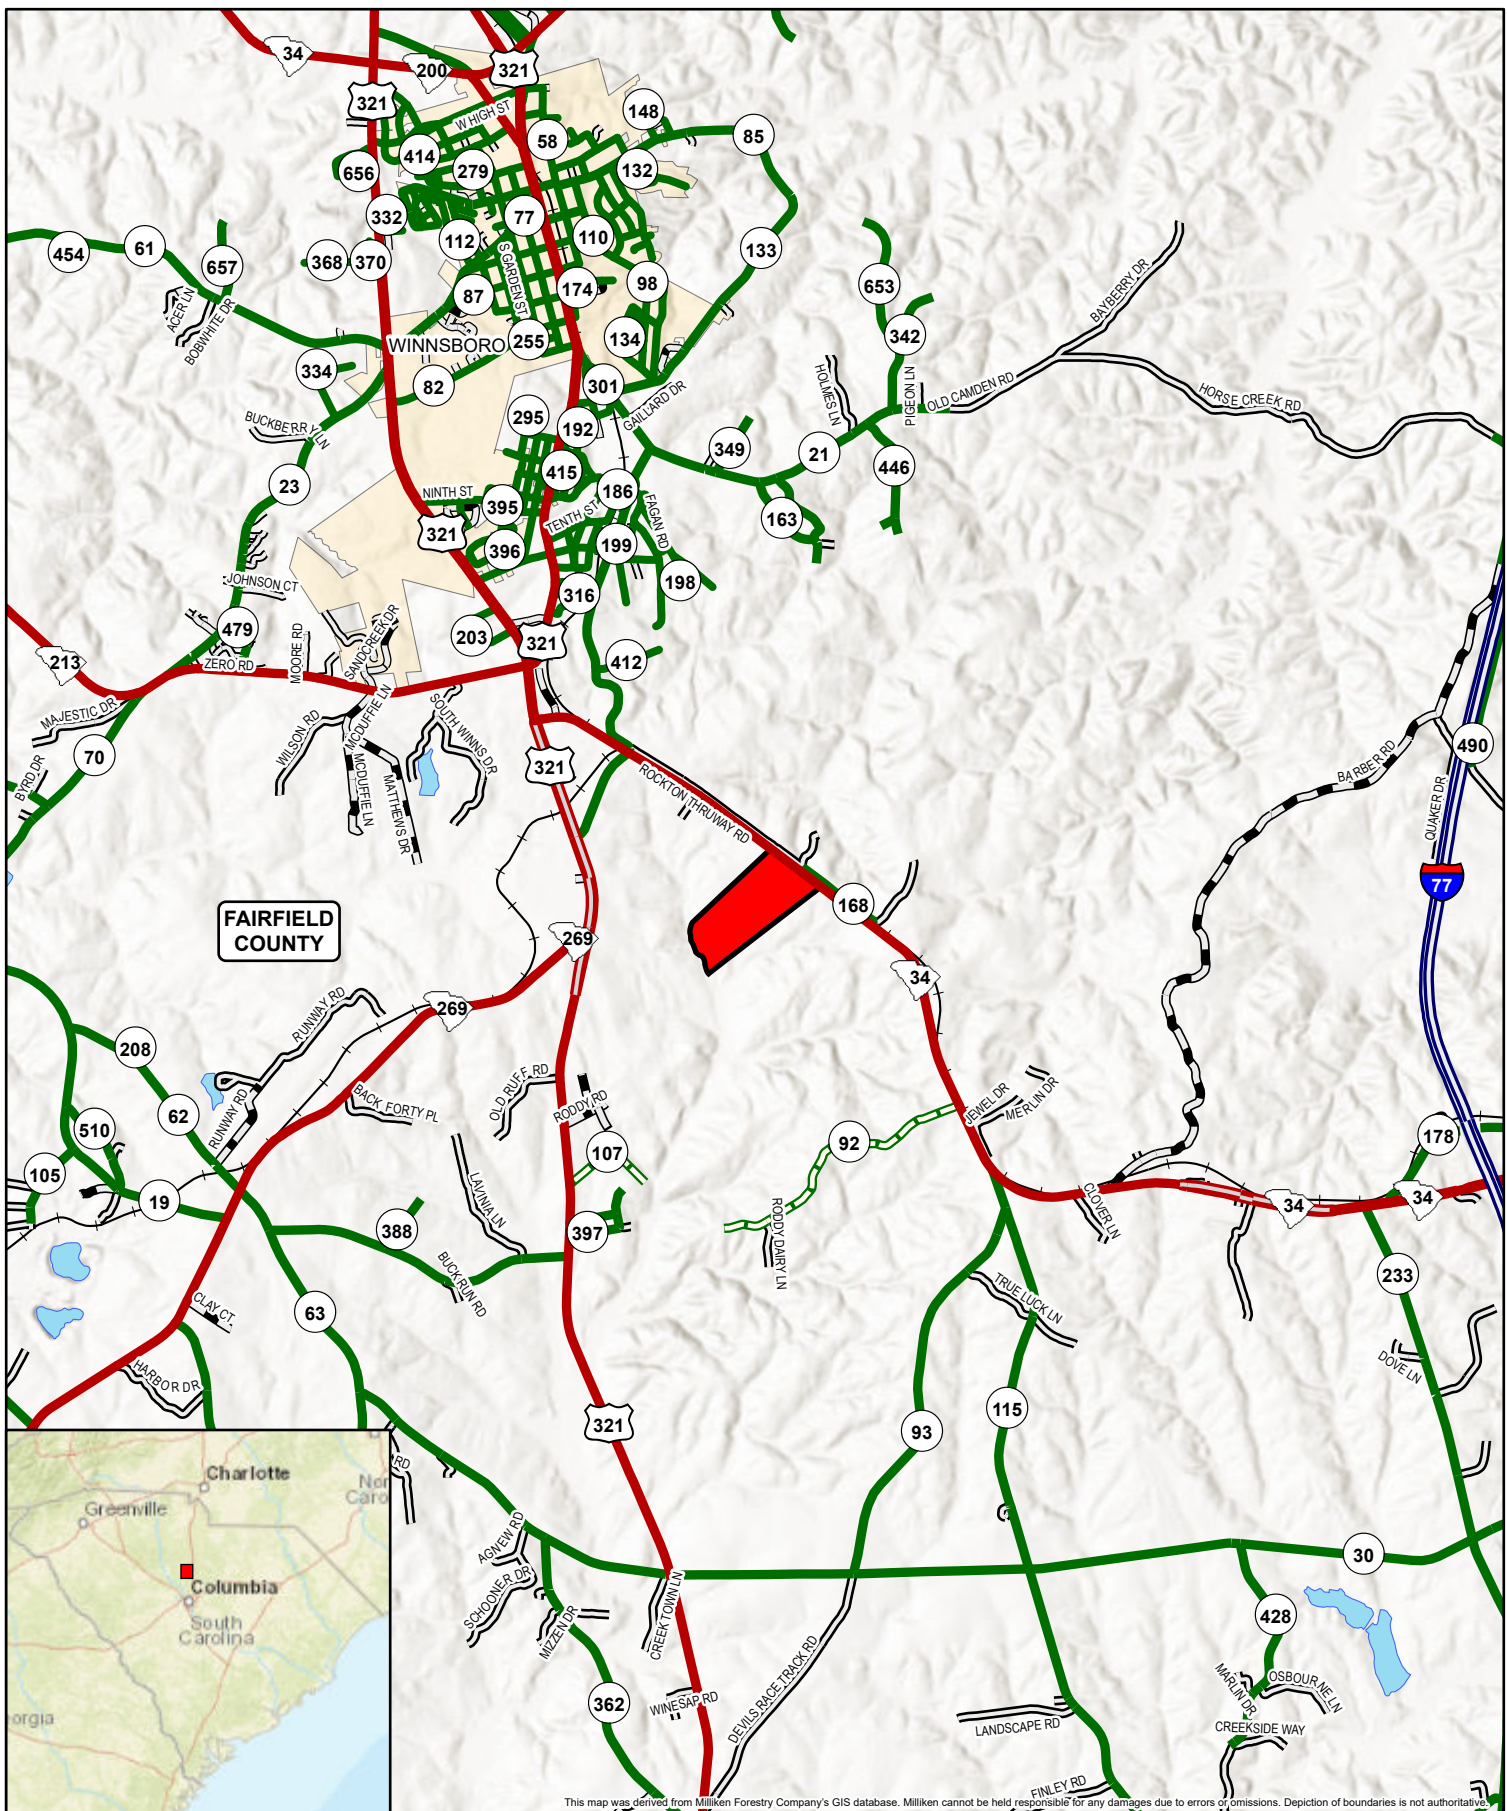 34
200
321
321
148
W HIGH ST
58
85
414
279
132
656
332
77
112
110
133
454
61
657
368
370
S GARDEN ST
98
653
BAYBERRY DR
87
174
ACER LN
BOBWHITE DR
WINNSBORO
255
134
342
334
82
301
HOLMES LN
PIGEON LN
OLD CAMDEN RD
HORSE CREEK RD
GAILLARD DR
295
192
BUCKBERRY LN
349
21
446
415
23
NINTH ST
395
186
163
321
TENTH ST
FAGAN RD
396
199
JOHNSON CT
198
316
479
203
321
213
ZERO RD
MOORE RD
SANDCREEK DR
412
MAJESTIC DR
WILSON RD
MCDUFFIE LN
SOUTH WINNS DR
70
490
BYRD DR
MCDUFFIE LN
MATTHEWS DR
321
ROCKTON THRUWAY RD
BARBER RD
QUAKER DR
77
FAIRFIELD
COUNTY
168
269
34
269
RUNWAY RD
208
OLD RUFF RD
RODDY RD
JEWEL DR
MERLIN DR
62
RUNWAY RD
BACK FORTY PL
510
92
178
107
105
19
LAVINIA LN
CLOVER LN
34
34
388
397
RODDY DAIRY LN
BUCK RUN RD
233
63
TRUE LUCK LN
CLAY CT
HARBOR DR
DOVE LN
115
321
93
RD
Charlotte
Nor
Caro
Greenville
Columbia
South
Carolina
orgia
AGNEW RD
SCHOONER DR
MIZZEN DR
CREEK TOWN LN
30
428
362
WINESAP RD
DEVILS RACETRACK RD
MARLIN DR
OSBOURNE LN
LANDSCAPE RD
CREEKSIDE WAY
FINLEY RD
This map was derived from Milliken Forestry Company's GIS database. Milliken cannot be held responsible for any damages due to errors or omissions. Depiction of boundaries is not authoritative.